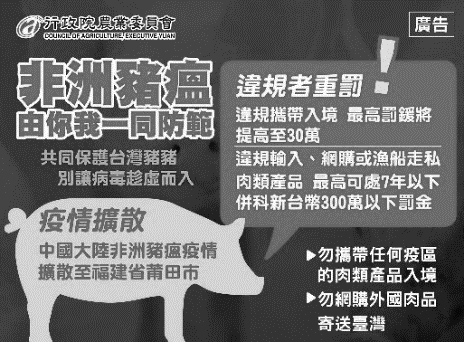 行政院農業委員會
COUNCIL OF AGRICULTURE, EXECUTIVE YUAN
廣告
非洲豬瘟
由你我一同防範
共同保護台灣豬豬
別讓病毒趁虛而入
違規者重罰!
違規攜帶入境 最高罰鍰將
提高至30萬
違規輸入、網購或漁船走私
肉類產品 最高可處7年以下
併科新台幣300萬以下罰金
疫情擴散
中國大陸非洲豬瘟疫情
擴散至福建省莆田市
▶勿攜帶任何疫區
的肉類產品入境
▶勿網購外國肉品
寄送臺灣